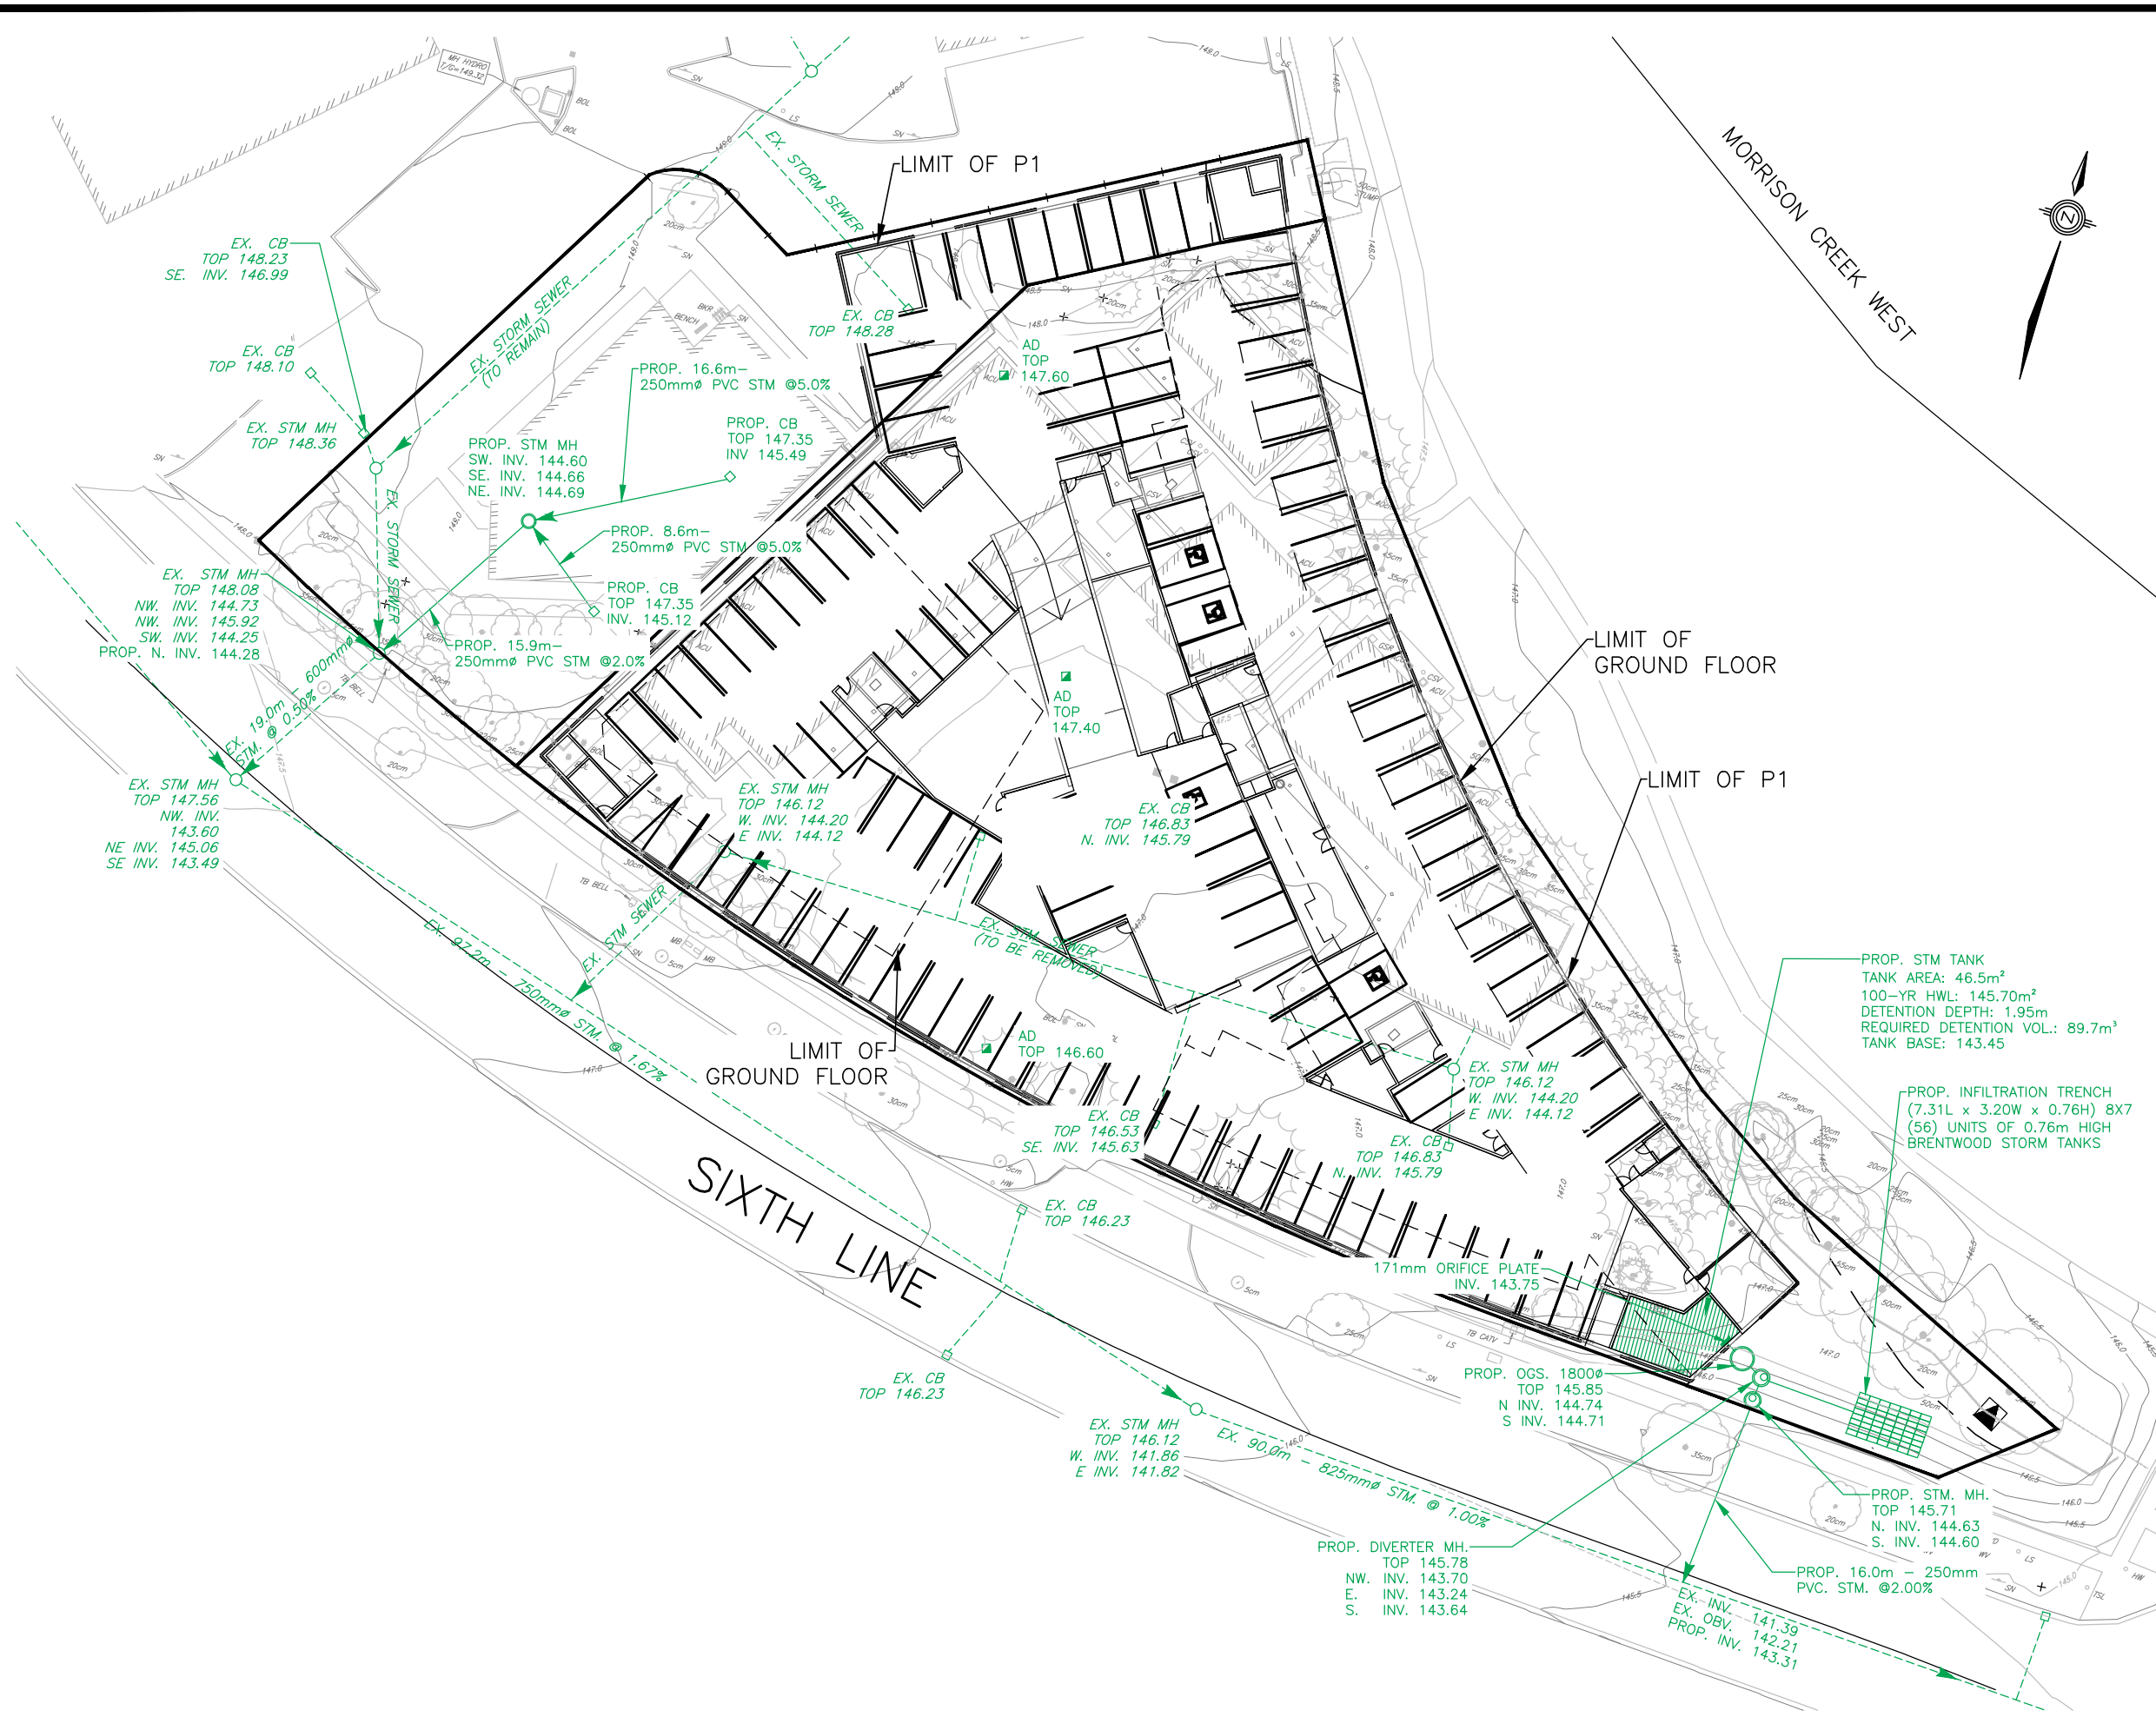 MH HYDRO
T/G=149.32
LIMIT OF P1
EX. STORM SEWER
MORRISON CREEK WEST
N
EX. CB
TOP 148.23
SE. INV. 146.99
EX. STORM SEWER
(TO REMAIN)
EX. CB
TOP 148.28
EX. CB
TOP 148.10
AD
TOP
147.60
PROP. 16.6m-
250mmø PVC STM @5.0%
EX. STM MH
TOP 148.36
PROP. CB
TOP 147.35
INV 145.49
PROP. STM MH
SW. INV. 144.60
SE. INV. 144.66
NE. INV. 144.69
EX. STORM SEWER
PROP. 8.6m-
250mmø PVC STM @5.0%
EX. STM MH
TOP 148.08
NW. INV. 144.73
NW. INV. 145.92
SW. INV. 144.25
PROP. N. INV. 144.28
PROP. CB
TOP 147.35
INV. 145.12
PROP. 15.9m-
250mmø PVC STM @2.0%
EX. 19.0m - 600mmø
STM. @ 0.50%
LIMIT OF
GROUND FLOOR
AD
TOP
147.40
EX. STM MH
TOP 147.56
NW. INV.
143.60
NE INV. 145.06
SE INV. 143.49
EX. STM MH
TOP 146.12
W. INV. 144.20
E INV. 144.12
EX. CB
TOP 146.83
N. INV. 145.79
LIMIT OF P1
EX. STM SEWER
EX. STM. SEWER
(TO BE REMOVED)
EX. 97.2m - 750mmø STM. @ 1.67%
PROP. STM TANK
TANK AREA: 46.5m²
100-YR HWL: 145.70m²
DETENTION DEPTH: 1.95m
REQUIRED DETENTION VOL.: 89.7m³
TANK BASE: 143.45
LIMIT OF
GROUND FLOOR
AD
TOP 146.60
EX. STM MH
TOP 146.12
W. INV. 144.20
E INV. 144.12
PROP. INFILTRATION TRENCH
(7.31L x 3.20W x 0.76H) 8X7
(56) UNITS OF 0.76m HIGH
BRENTWOOD STORM TANKS
EX. CB
TOP 146.53
SE. INV. 145.63
EX. CB
TOP 146.83
N. INV. 145.79
SIXTH LINE
EX. CB
TOP 146.23
171mm ORIFICE PLATE
INV. 143.75
EX. CB
TOP 146.23
PROP. OGS. 1800ø
TOP 145.85
N INV. 144.74
S INV. 144.71
EX. STM MH
TOP 146.12
W. INV. 141.86
E INV. 141.82
EX. 90.0m - 825mmø STM. @ 1.00%
PROP. STM. MH.
TOP 145.71
N. INV. 144.63
S. INV. 144.60
PROP. DIVERTER MH.
TOP 145.78
NW. INV. 143.70
E. INV. 143.24
S. INV. 143.64
PROP. 16.0m - 250mm
PVC. STM. @2.00%
EX. INV. 141.39
EX. OBV. 142.21
PROP. INV. 143.31